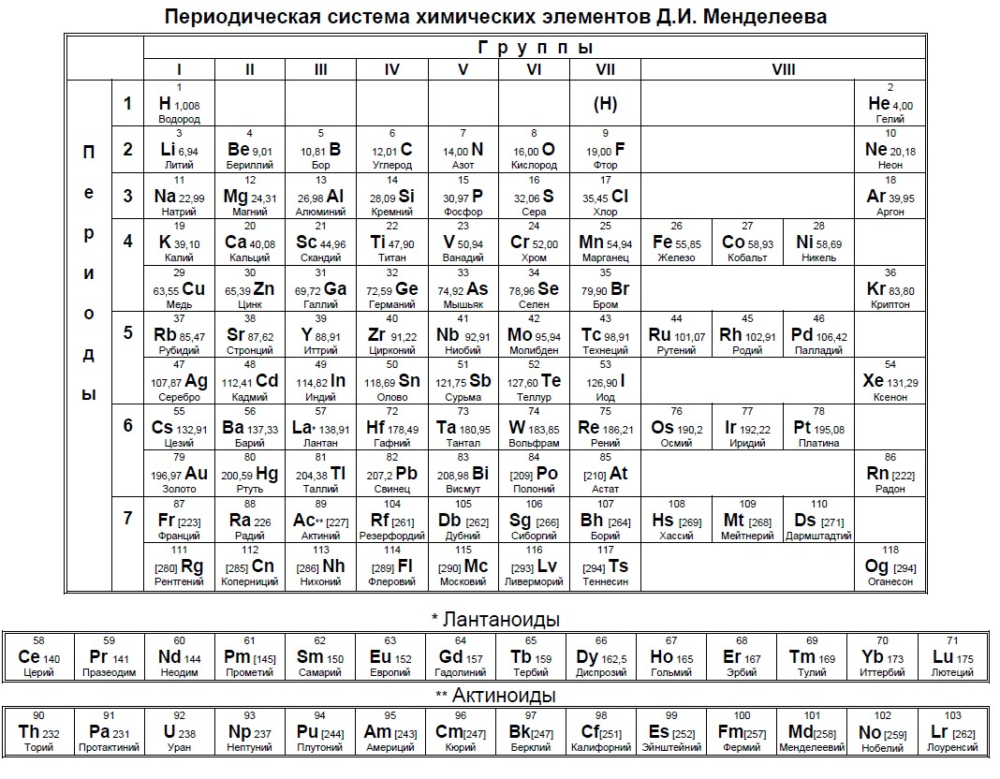 Периодическая система химических элементов Д.И. Менделеева
Группы
I II III IV V VI VII VIII
Периоды
1 2
1 H 1,008 (H) He 4,00
Водород Гелий
3 4 5 6 7 8 9 10
2 Li 6,94 Be 9,01 10,81 B 12,01 C 14,00 N 16,00 O 19,00 F Ne 20,18
Литий Бериллий Бор Углерод Азот Кислород Фтор Неон
11 12 13 14 15 16 17 18
3 Na 22,99 Mg 24,31 26,98 Al 28,09 Si 30,97 P 32,06 S 35,45 Cl Ar 39,95
Натрий Магний Алюминий Кремний Фосфор Сера Хлор Аргон
19 20 21 22 23 24 25 26 27 28
4 K 39,10 Ca 40,08 Sc 44,96 Ti 47,90 V 50,94 Cr 52,00 Mn 54,94 Fe 55,85 Co 58,93 Ni 58,69
Калий Кальций Скандий Титан Ванадий Хром Марганец Железо Кобальт Никель
29 30 31 32 33 34 35 36
63,55 Cu 65,39 Zn 69,72 Ga 72,59 Ge 74,92 As 78,96 Se 79,90 Br Kr 83,80
Медь Цинк Галлий Германий Мышьяк Селен Бром Криптон
37 38 39 40 41 42 43 44 45 46
5 Rb 85,47 Sr 87,62 Y 88,91 Zr 91,22 Nb 92,91 Mo 95,94 Tc 98,91 Ru 101,07 Rh 102,91 Pd 106,42
Рубидий Стронций Иттрий Цирконий Ниобий Молибден Технеций Рутений Родий Палладий
47 48 49 50 51 52 53 54
107,87 Ag 112,41 Cd 114,82 In 118,69 Sn 121,75 Sb 127,60 Te 126,90 I Xe 131,29
Серебро Кадмий Индий Олово Сурьма Теллур Иод Ксенон
55 56 57 72 73 74 75 76 77 78
6 Cs 132,91 Ba 137,33 La* 138,91 Hf 178,49 Ta 180,95 W 183,85 Re 186,21 Os 190,2 Ir 192,22 Pt 195,08
Цезий Барий Лантан Гафний Тантал Вольфрам Рений Осмий Иридий Платина
79 80 81 82 83 84 85 86
196,97 Au 200,59 Hg 204,38 Tl 207,2 Pb 208,98 Bi [209] Po [210] At Rn [222]
Золото Ртуть Таллий Свинец Висмут Полоний Астат Радон
87 88 89 104 105 106 107 108 109 110
7 Fr [223] Ra 226 Ac** [227] Rf [261] Db [262] Sg [266] Bh [264] Hs [269] Mt [268] Ds [271]
Франций Радий Актиний Резерфордий Дубний Сиборгий Борий Хассий Мейтнерий Дармштадтий
111 112 113 114 115 116 117 118
[280] Rg [285] Cn [286] Nh [289] Fl [290] Mc [293] Lv [294] Ts Og [294]
Рентгений Коперниций Нихоний Флеровий Московий Ливерморий Теннесин Оганесон
* Лантаноиды
58 59 60 61 62 63 64 65 66 67 68 69 70 71
Ce 140 Pr 141 Nd 144 Pm [145] Sm 150 Eu 152 Gd 157 Tb 159 Dy 162,5 Ho 165 Er 167 Tm 169 Yb 173 Lu 175
Церий Празеодим Неодим Прометий Самарий Европий Гадолиний Тербий Диспрозий Гольмий Эрбий Тулий Иттербий Лютеций
** Актиноиды
90 91 92 93 94 95 96 97 98 99 100 101 102 103
Th 232 Pa 231 U 238 Np 237 Pu [244] Am [243] Cm[247] Bk[247] Cf[251] Es [252] Fm[257] Md[258] No [259] Lr [262]
Торий Протактиний Уран Нептуний Плутоний Америций Кюрий Берклий Калифорний Эйнштейний Фермий Менделеевий Нобелий Лоуренсий